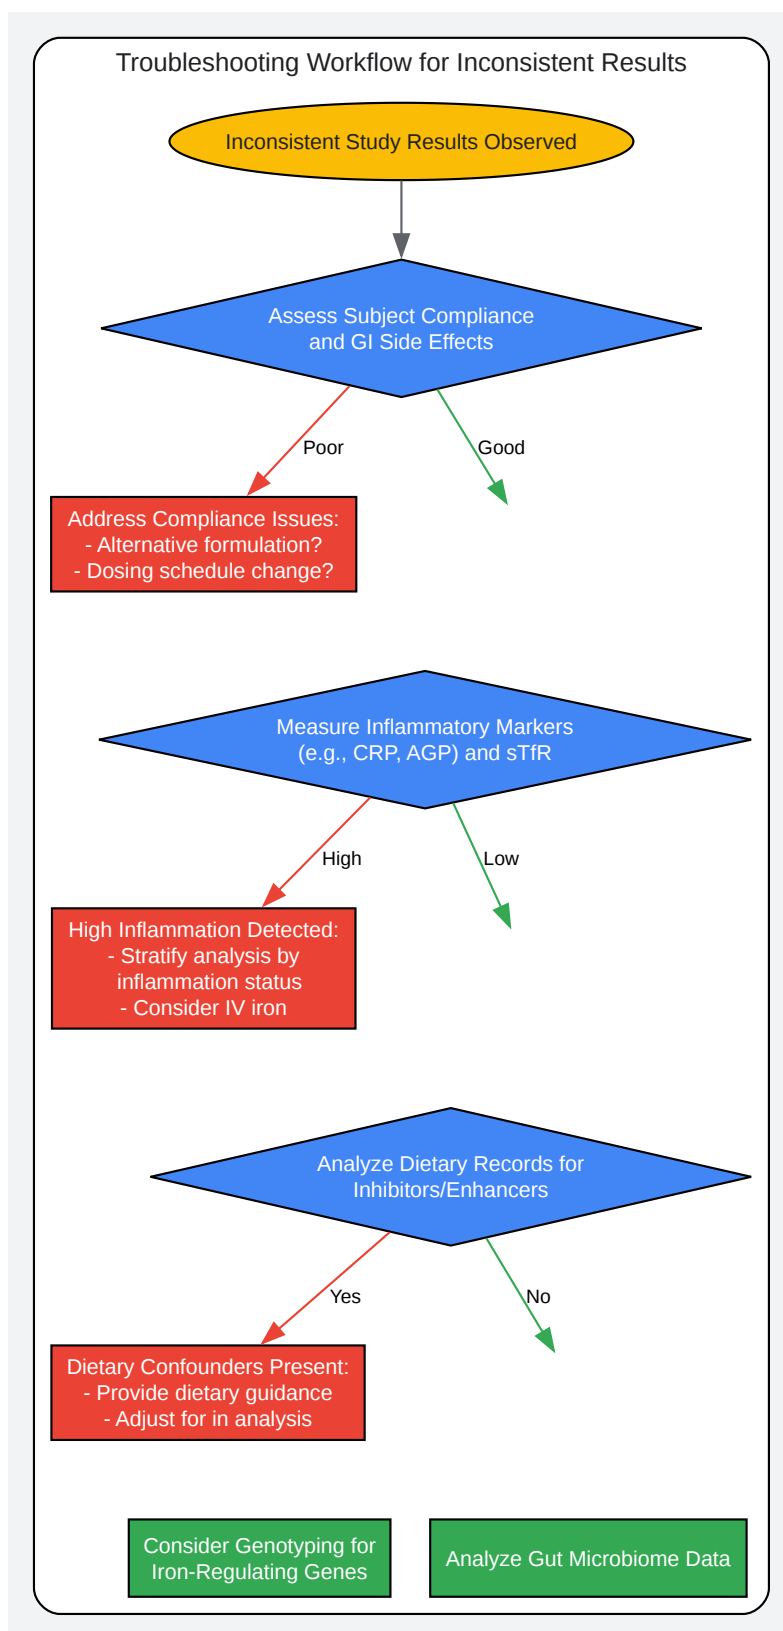 Troubleshooting Workflow for Inconsistent Results
Inconsistent Study Results Observed
Assess Subject Compliance
and GI Side Effects
Poor
Good
Address Compliance Issues:
- Alternative formulation?
- Dosing schedule change?
Measure Inflammatory Markers
(e.g., CRP, AGP) and sTfR
High
Low
High Inflammation Detected:
- Stratify analysis by
inflammation status
- Consider IV iron
Analyze Dietary Records for
Inhibitors/Enhancers
Yes
No
Dietary Confounders Present:
- Provide dietary guidance
- Adjust for in analysis
Consider Genotyping for
Iron-Regulating Genes
Analyze Gut Microbiome Data